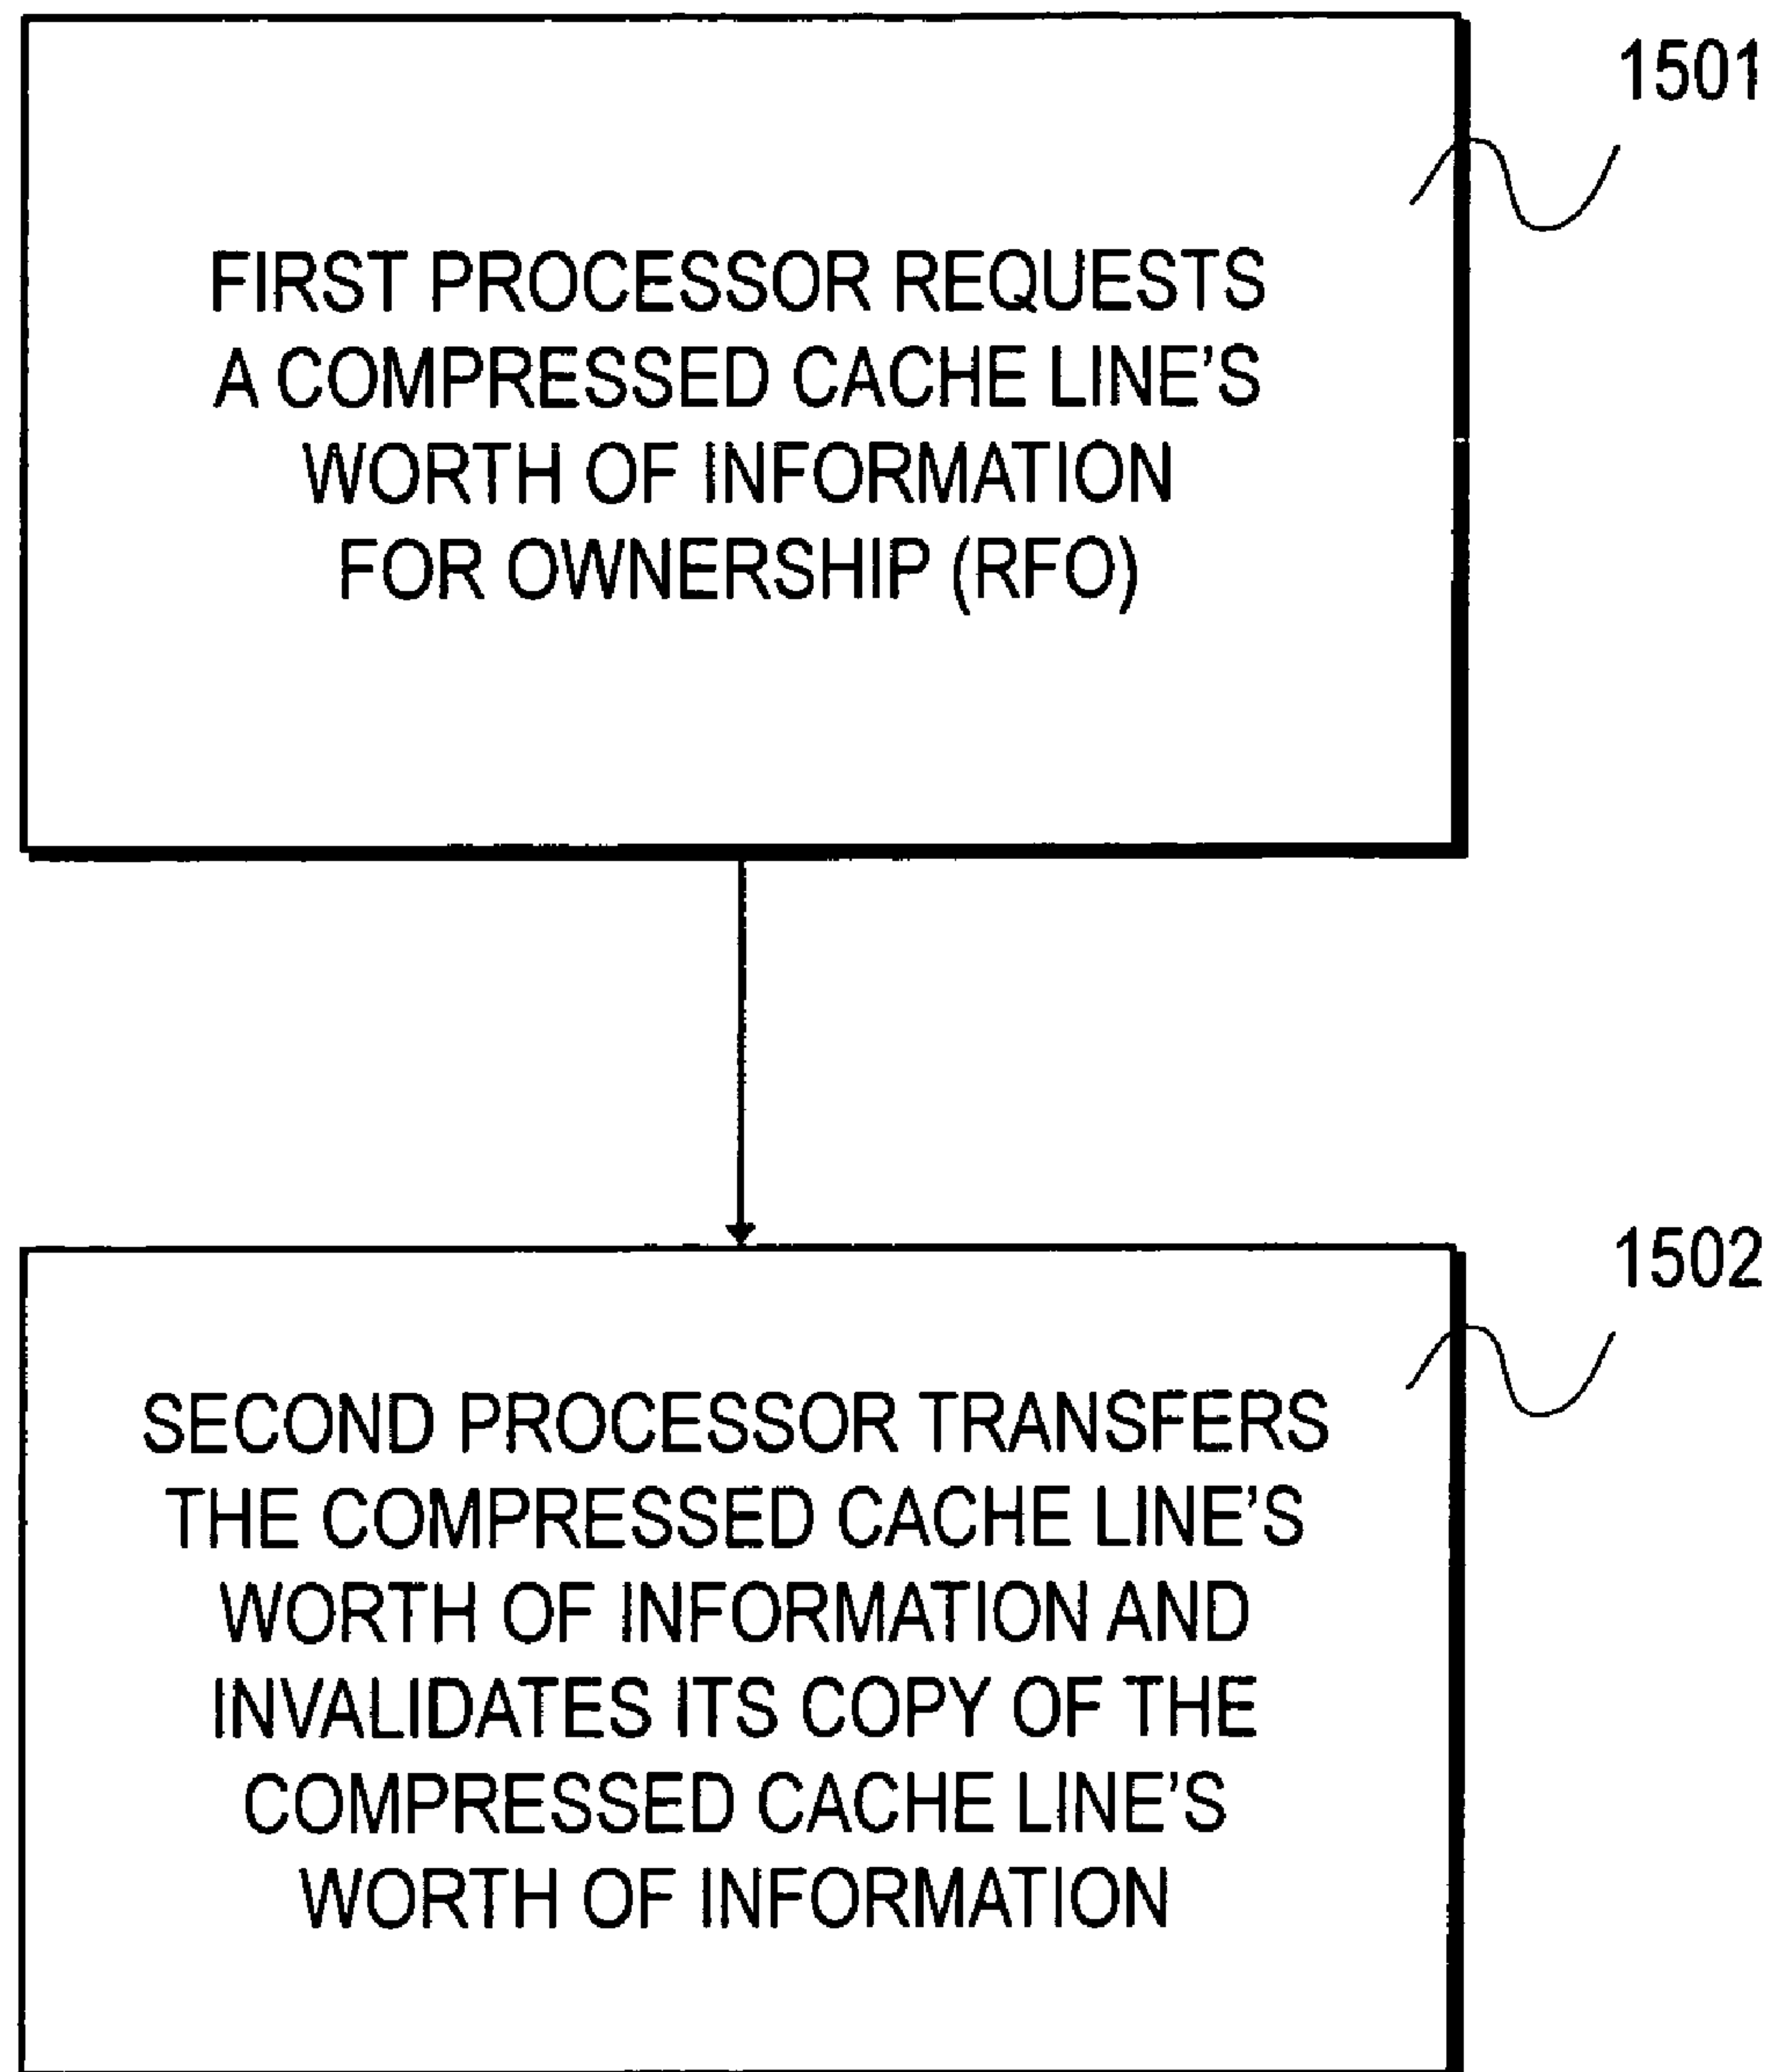 1501
FIRST PROCESSOR REQUESTS
A COMPRESSED CACHE LINE'S
WORTH OF INFORMATION
FOR OWNERSHIP (RFO)
1502
SECOND PROCESSOR TRANSFERS
THE COMPRESSED CACHE LINE'S
WORTH OF INFORMATION AND
INVALIDATES ITS COPY OF THE
COMPRESSED CACHE LINE'S
WORTH OF INFORMATION